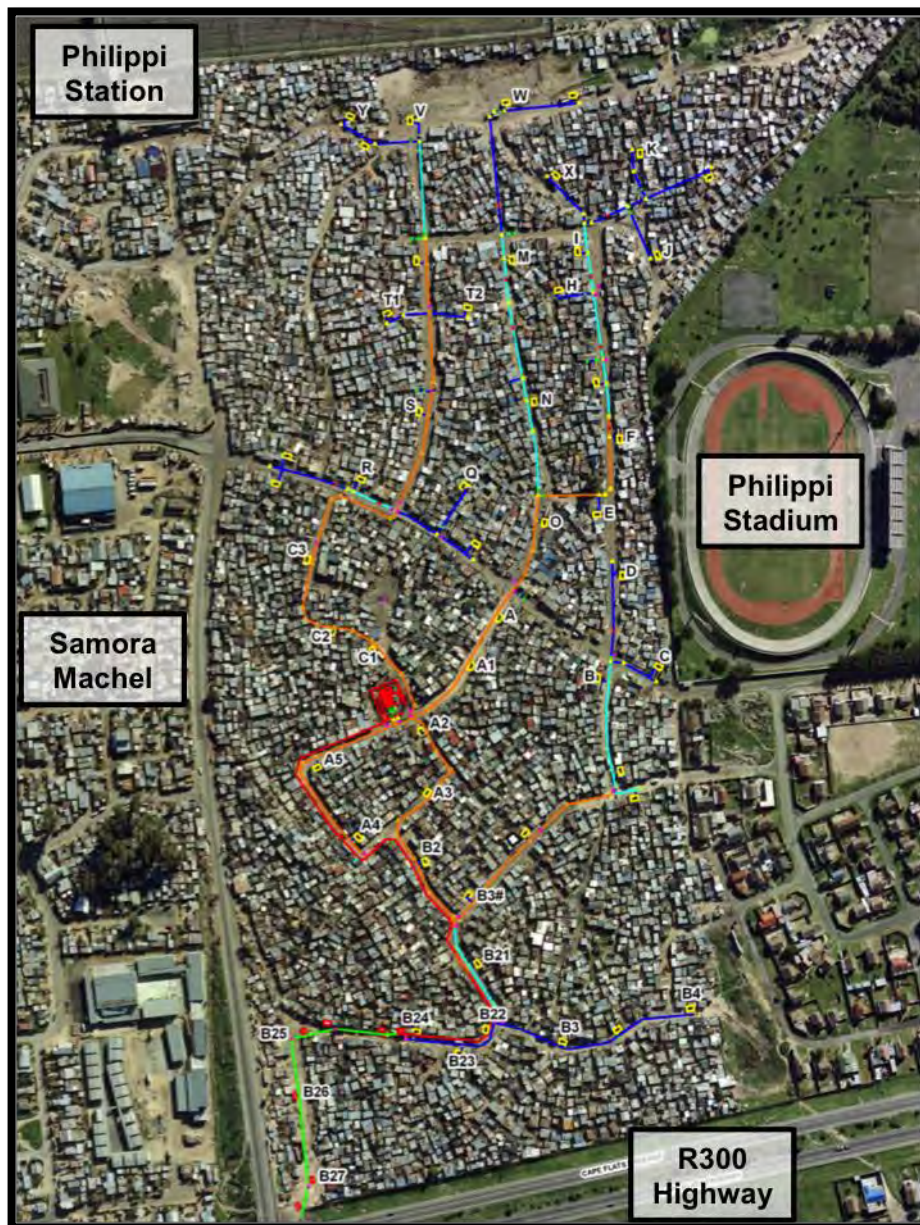 Philippi
Station
Y
V
W
K
X
I
J
M
H
T1
T2
S
N
F
R
Q
Philippi
Stadium
O
E
C3
D
A
Samora
Machel
C2
C1
A1
B
C
A2
A5
A3
A4
B2
B3#
B21
B4
B22
B24
B25
B3
B23
B26
B27
CAPE FLATS
R300
Highway